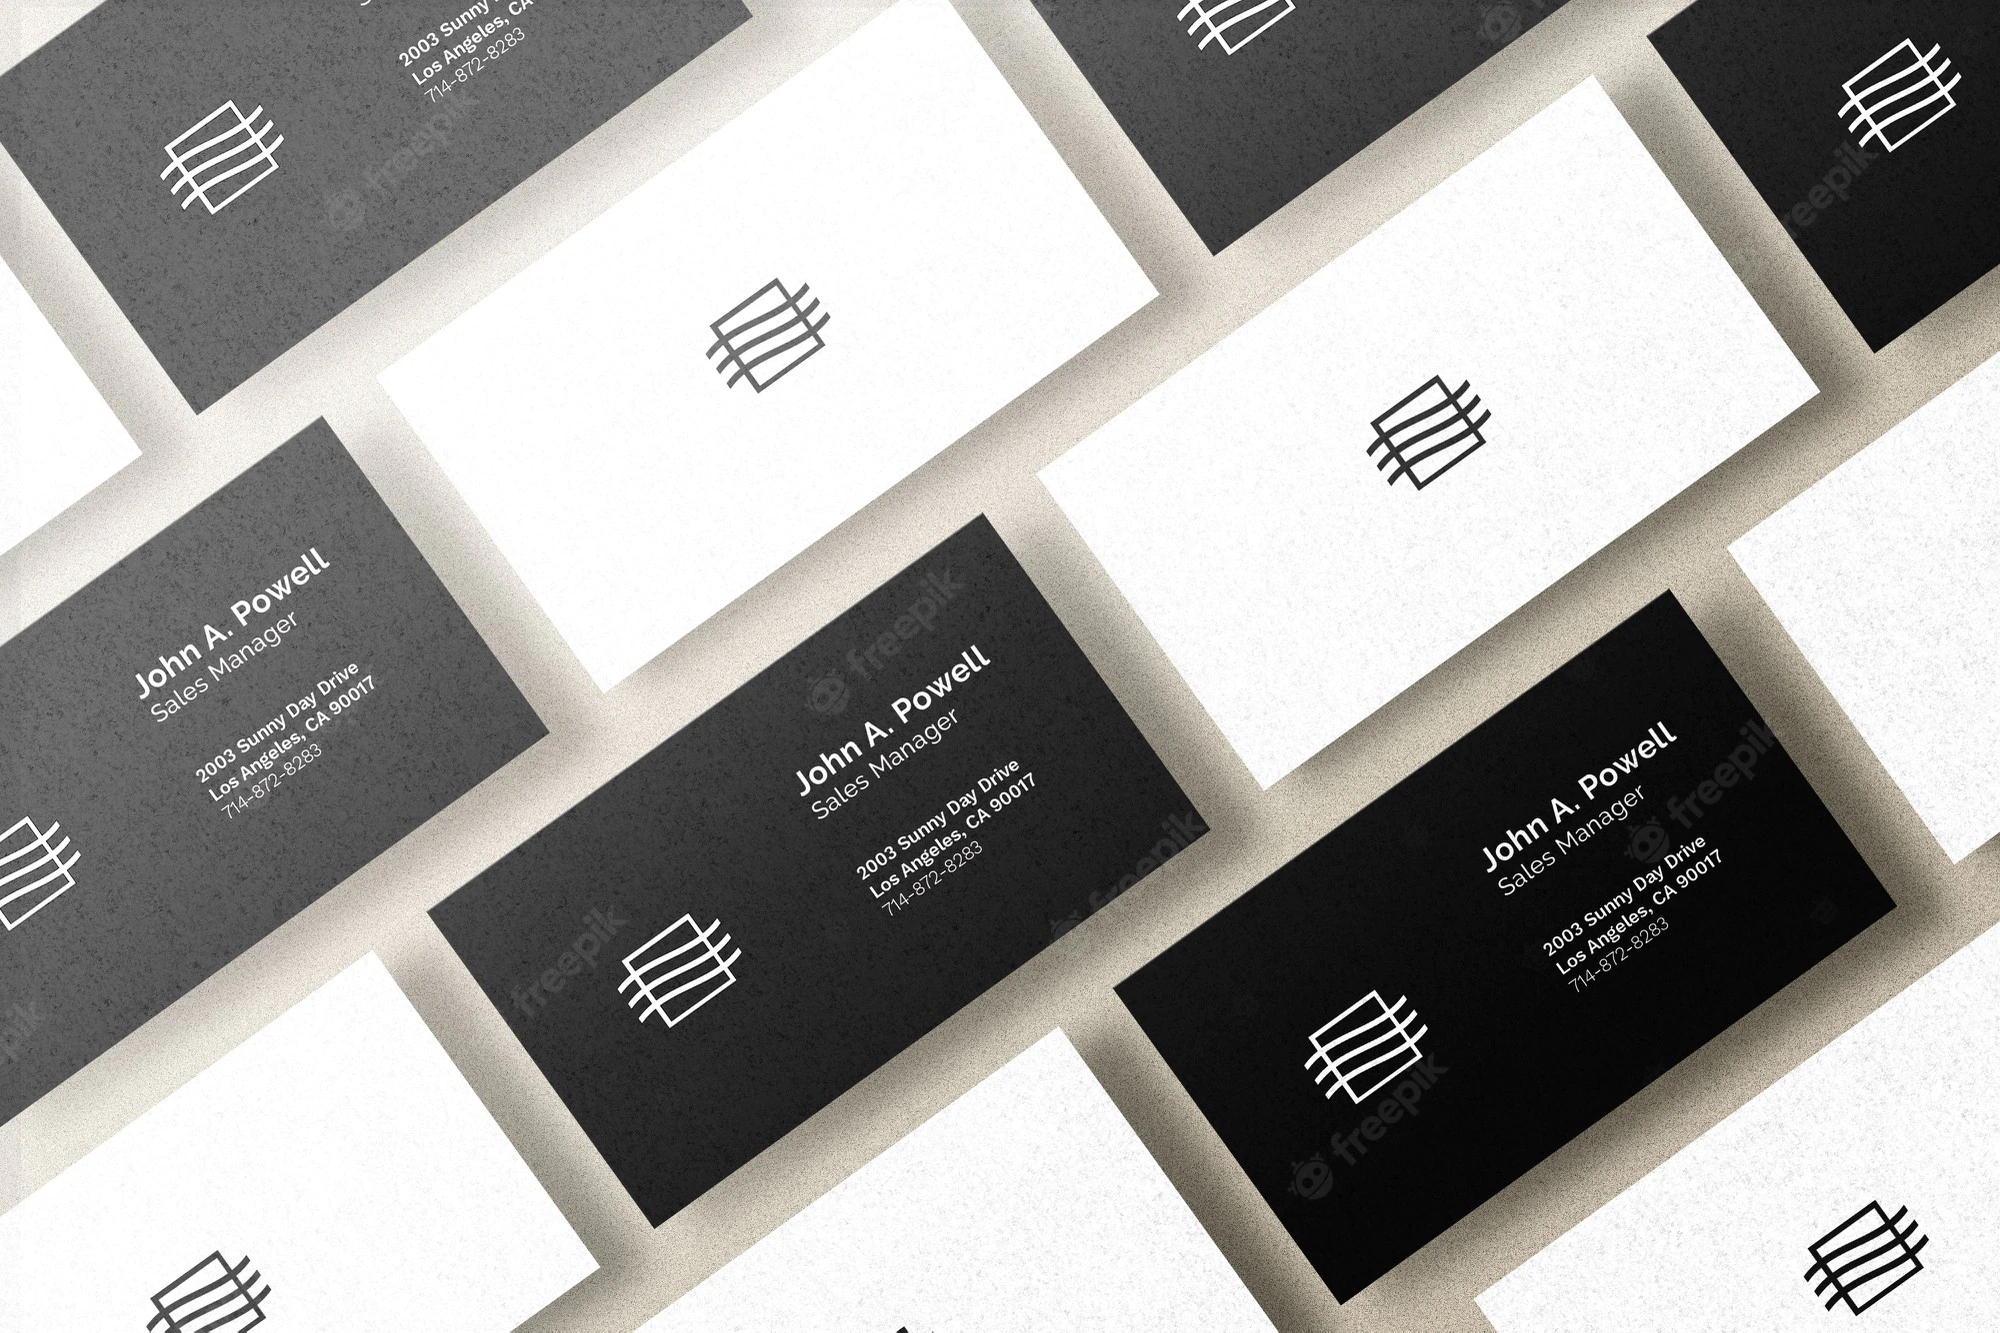 2003 Sunny
Los Angeles, CA
714-872-8283
John A. Powell
Sales Manager
2003 Sunny Day Drive
Los Angeles, CA 90017
714-872-8283
John A. Powell
Sales Manager
2003 Sunny Day Drive
Los Angeles, CA 90017
714-872-8283
John A. Powell
Sales Manager
2003 Sunny Day Drive
Los Angeles, CA 90017
714-872-8283
freepik
freepik
freepik
freepik
freepik
freepik
freepik